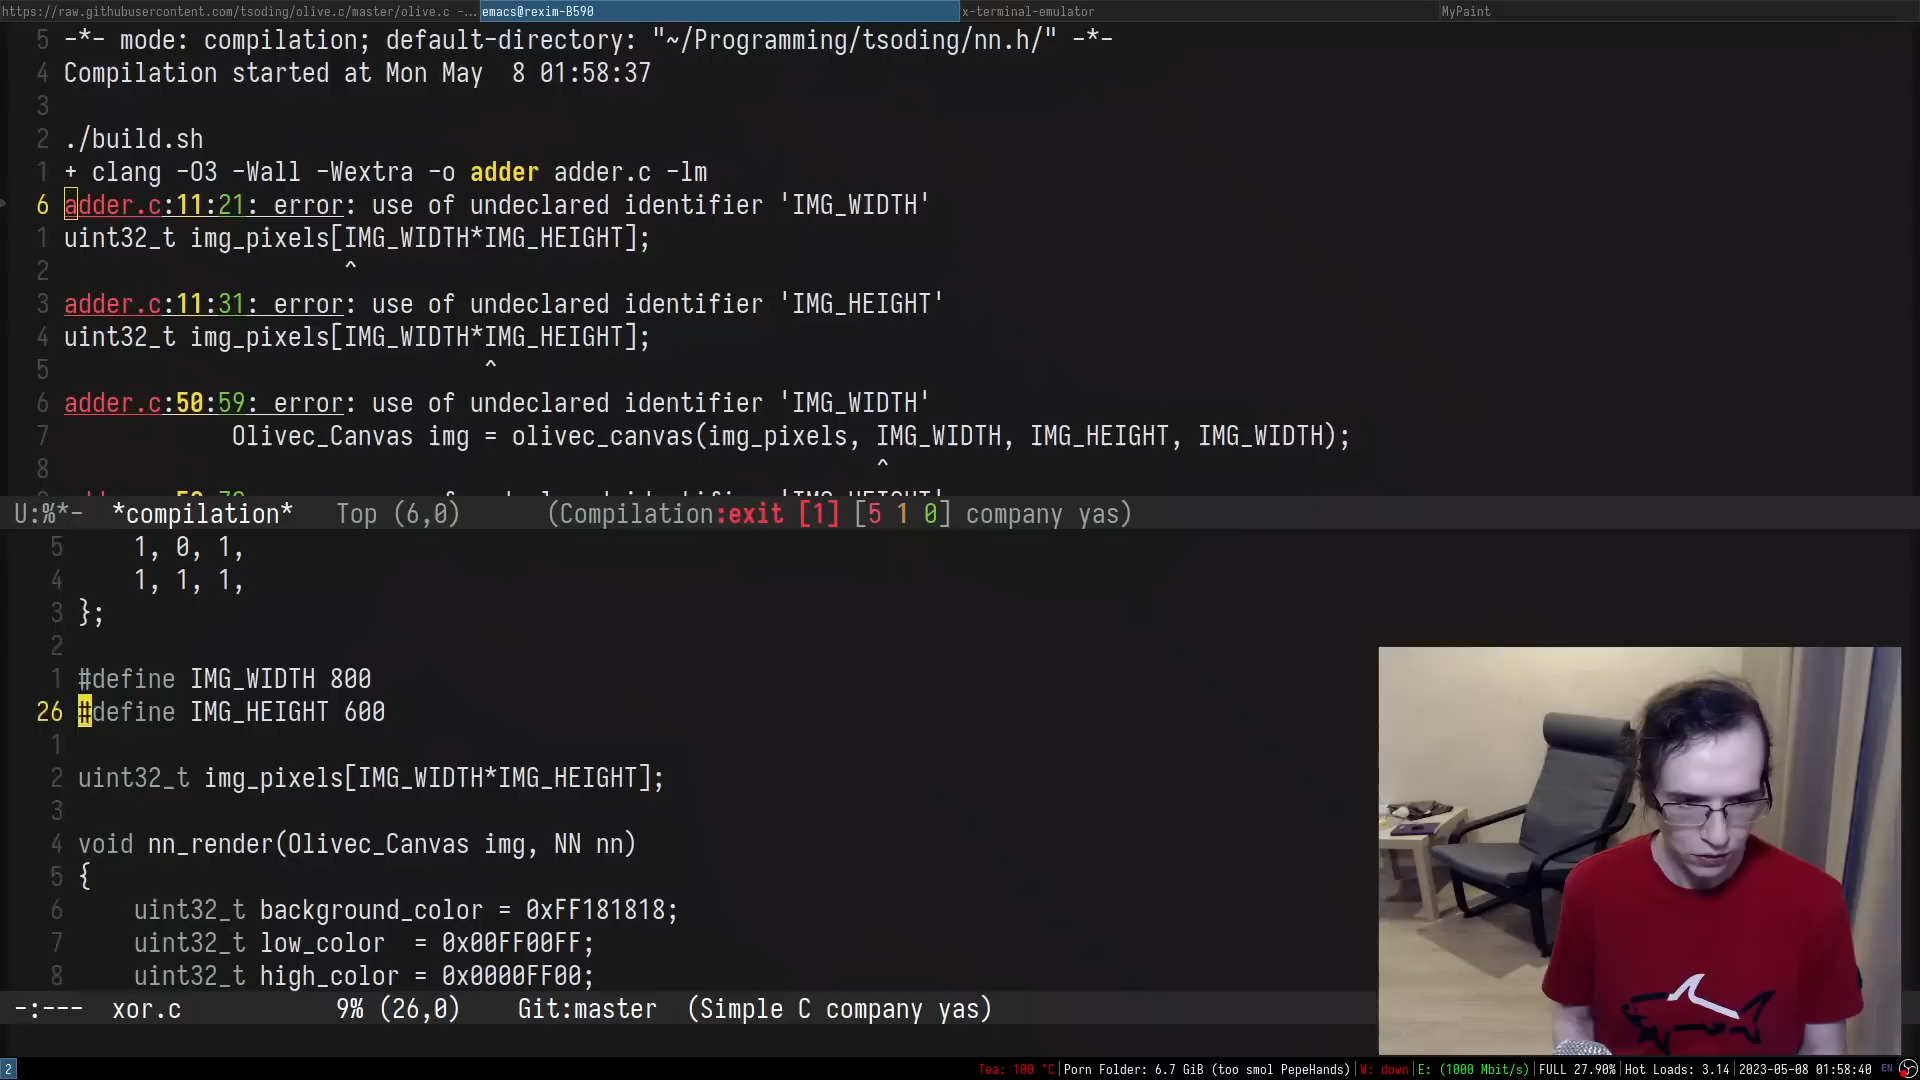 https://raw.githubusercontent.com/tsoding/olive.c/master/olive.c -... emacs@rexim-B590 x-terminal-emulator MyPaint
5 -*- mode: compilation; default-directory: "~/Programming/tsoding/nn.h/" -*-
4 Compilation started at Mon May  8 01:58:37
3
2 ./build.sh
1 + clang -O3 -Wall -Wextra -o adder adder.c -lm
6 adder.c:11:21: error: use of undeclared identifier 'IMG_WIDTH'
1 uint32_t img_pixels[IMG_WIDTH*IMG_HEIGHT];
2 ^
3 adder.c:11:31: error: use of undeclared identifier 'IMG_HEIGHT'
4 uint32_t img_pixels[IMG_WIDTH*IMG_HEIGHT];
5 ^
6 adder.c:50:59: error: use of undeclared identifier 'IMG_WIDTH'
7 Olivec_Canvas img = olivec_canvas(img_pixels, IMG_WIDTH, IMG_HEIGHT, IMG_WIDTH);
8 ^
U:%*- *compilation* Top (6,0) (Compilation:exit [1] [5 1 0] company yas)
5 1, 0, 1,
4 1, 1, 1,
3 };
2
1 #define IMG_WIDTH 800
26 #define IMG_HEIGHT 600
1
2 uint32_t img_pixels[IMG_WIDTH*IMG_HEIGHT];
3
4 void nn_render(Olivec_Canvas img, NN nn)
5 {
6 uint32_t background_color = 0xFF181818;
7 uint32_t low_color  = 0x00FF00FF;
8 uint32_t high_color = 0x0000FF00;
-:--- xor.c 9% (26,0) Git:master (Simple C company yas)
2 Tea: 100 °C|Porn Folder: 6.7 GiB (too smol PepeHands)|W: down|E: (1000 Mbit/s)|FULL 27.90%|Hot Loads: 3.14|2023-05-08 01:58:40 EN